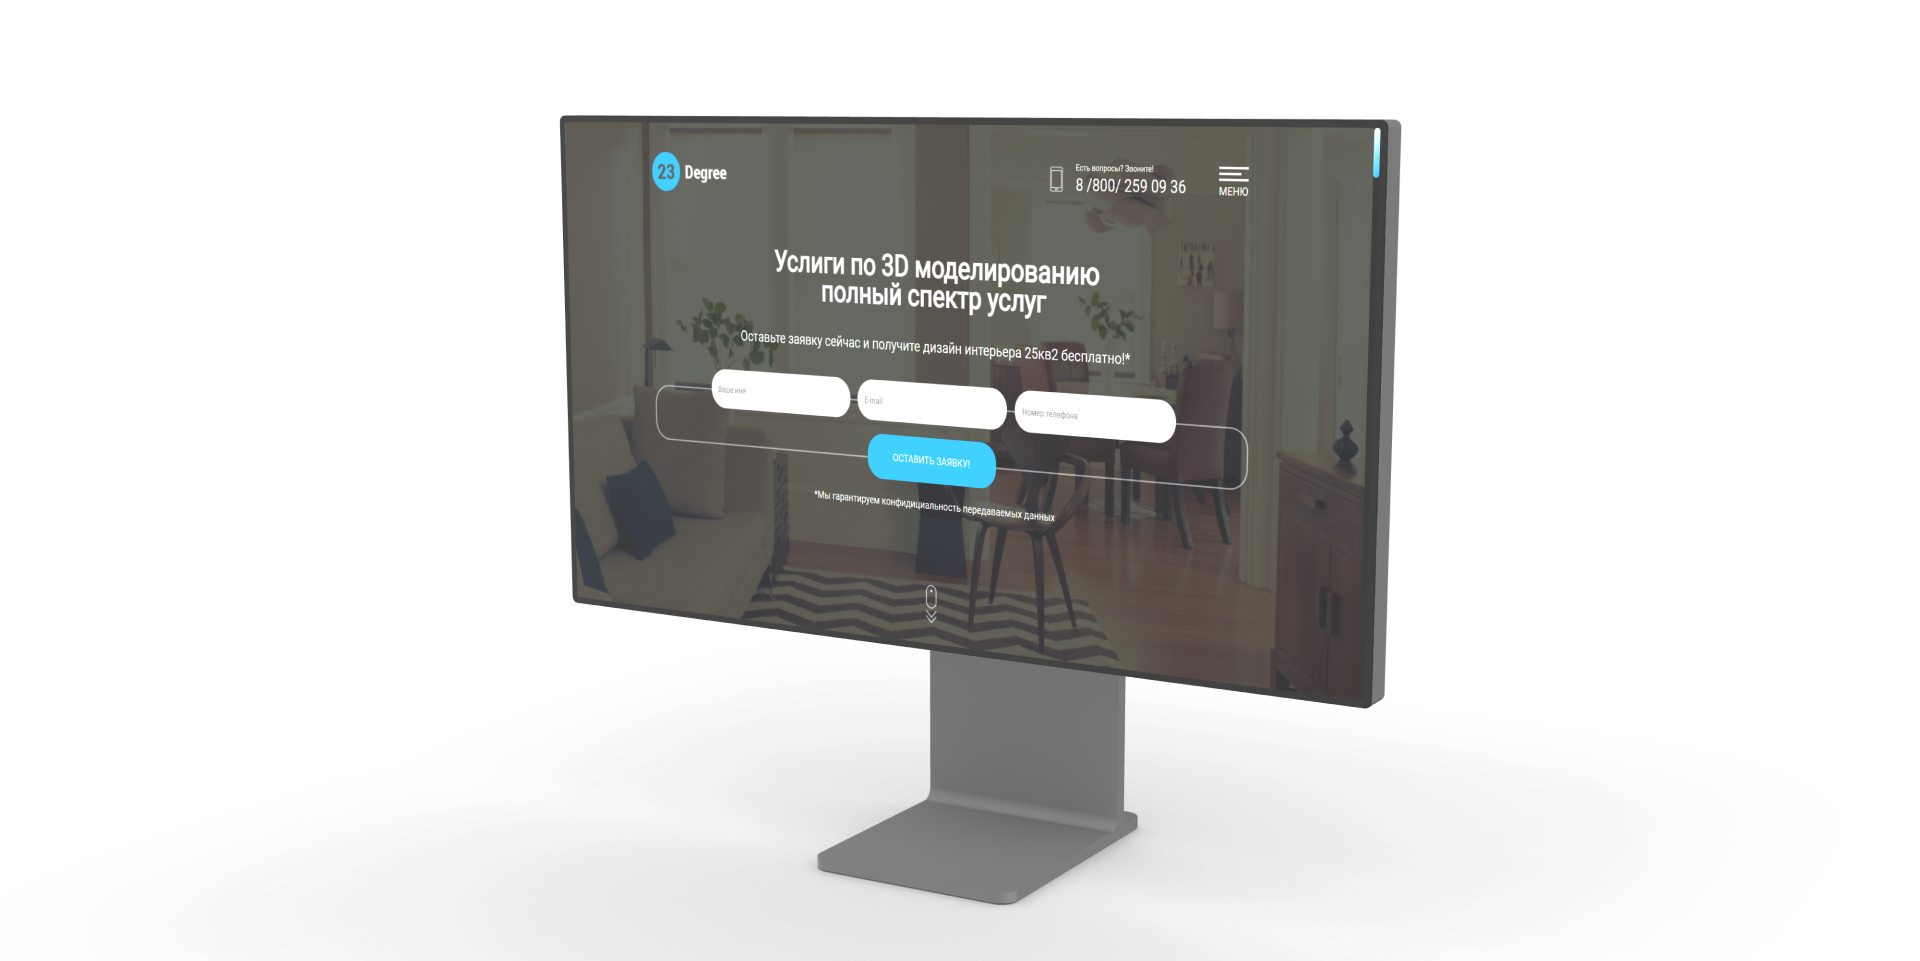 23 Degree
Есть вопросы? Звоните!
8 /800/ 259 09 36
МЕНЮ
Услиги по 3D моделированию
полный спектр услуг
Оставьте заявку сейчас и получите дизайн интерьера 25кв2 бесплатно!*
Ваше имя
E-mail
Номер телефона
ОСТАВИТЬ ЗАЯВКУ!
*Мы гарантируем конфидициальность передаваемых данных